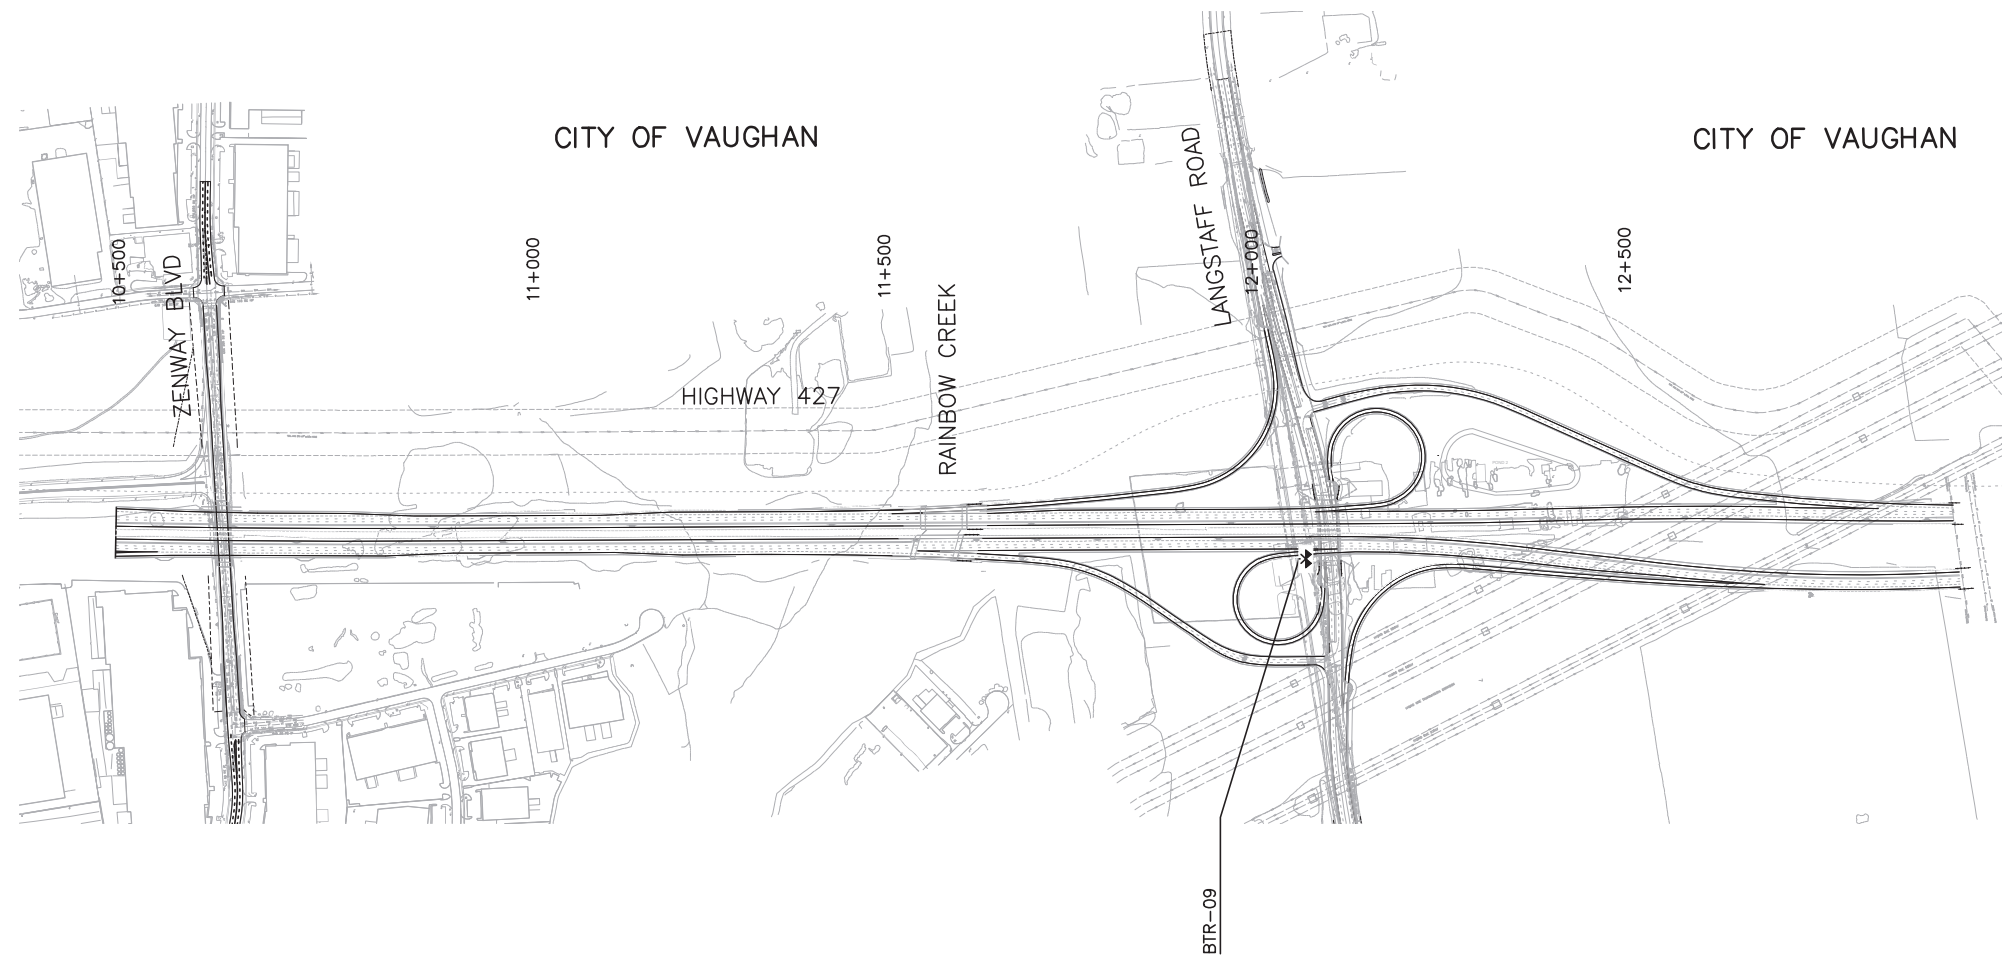 CITY OF VAUGHAN
CITY OF VAUGHAN
LANGSTAFF ROAD
10+500
ZENWAY BLVD
11+000
11+500
12+000
12+500
RAINBOW CREEK
HIGHWAY 427
BTR-09